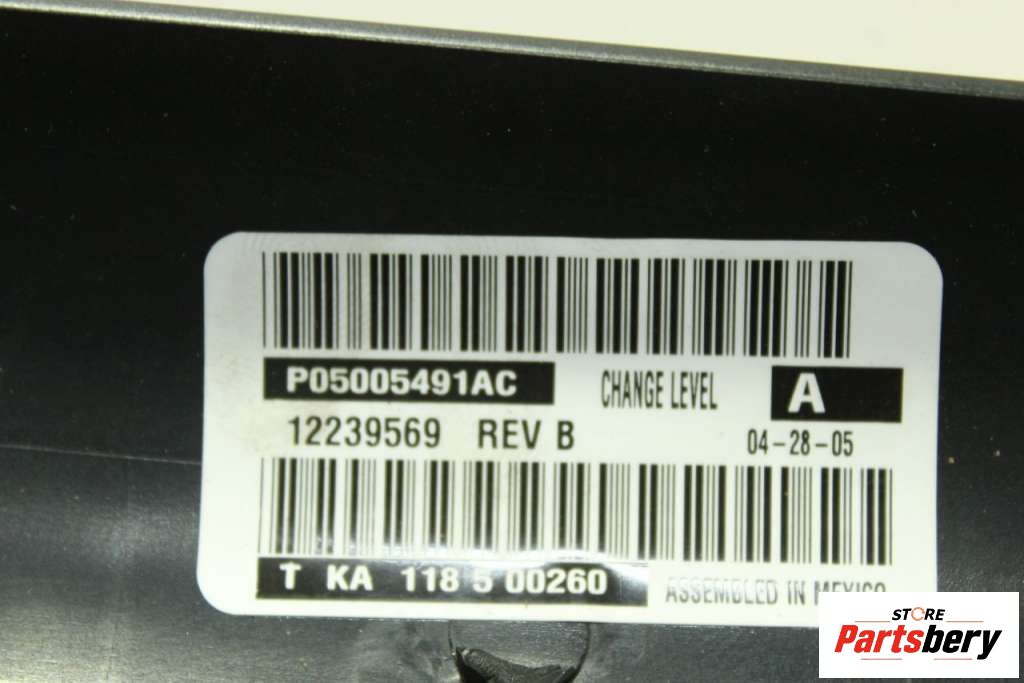 P05005491AC CHANGE LEVEL A
12239569 REV B 04-28-05
T KA 118 5 00260 ASSEMBLED IN MEXICO
STORE
Partsbery